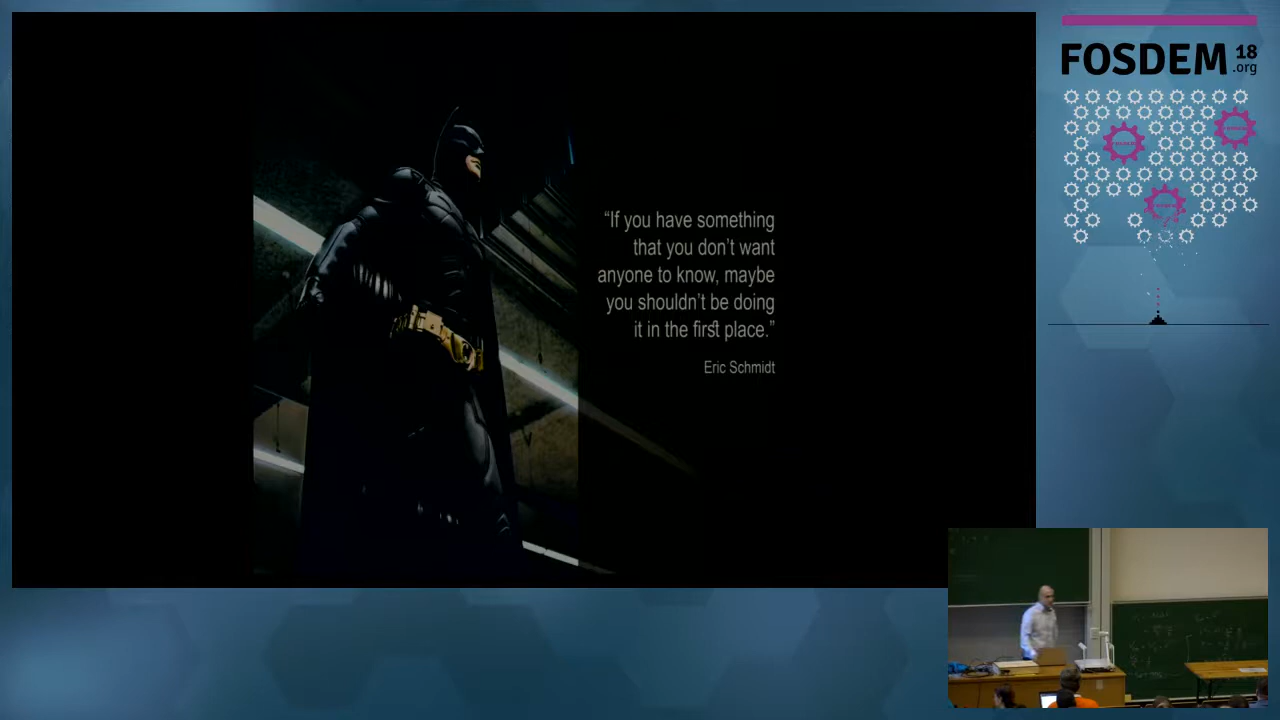 “If you have something
that you don’t want
anyone to know, maybe
you shouldn’t be doing
it in the first place.”
Eric Schmidt
FOSDEM 18
.org